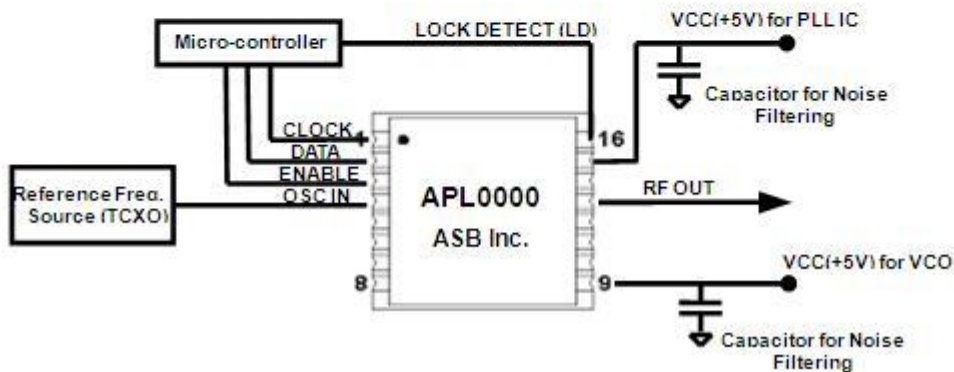 VCC(+5V) for PLL IC
Micro-controller
LOCK DETECT (LD)
Capacitor for Noise
Filtering
CLOCK
1
16
DATA
ENABLE
OSC IN
Reference Freq.
Source (TCXO)
APL0000
ASB Inc.
RF OUT
8
9
VCC(+5V) for VCO
Capacitor for Noise
Filtering